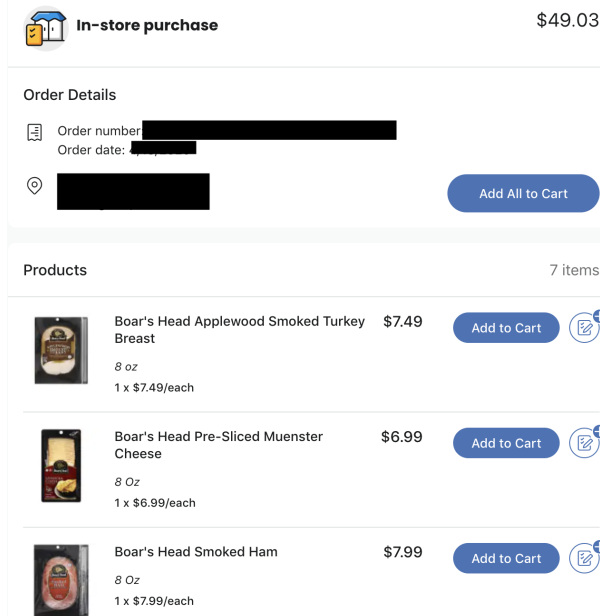 In-store purchase
$49.03
Order Details
Order number:
Order date:
Add All to Cart
Products
7 items
Boar's Head Applewood Smoked Turkey
Breast
$7.49
Add to Cart
8 oz
1 x $7.49/each
Boar's Head Pre-Sliced Muenster
Cheese
$6.99
Add to Cart
8 Oz
1 x $6.99/each
Boar's Head Smoked Ham
$7.99
Add to Cart
8 Oz
1 x $7.99/each